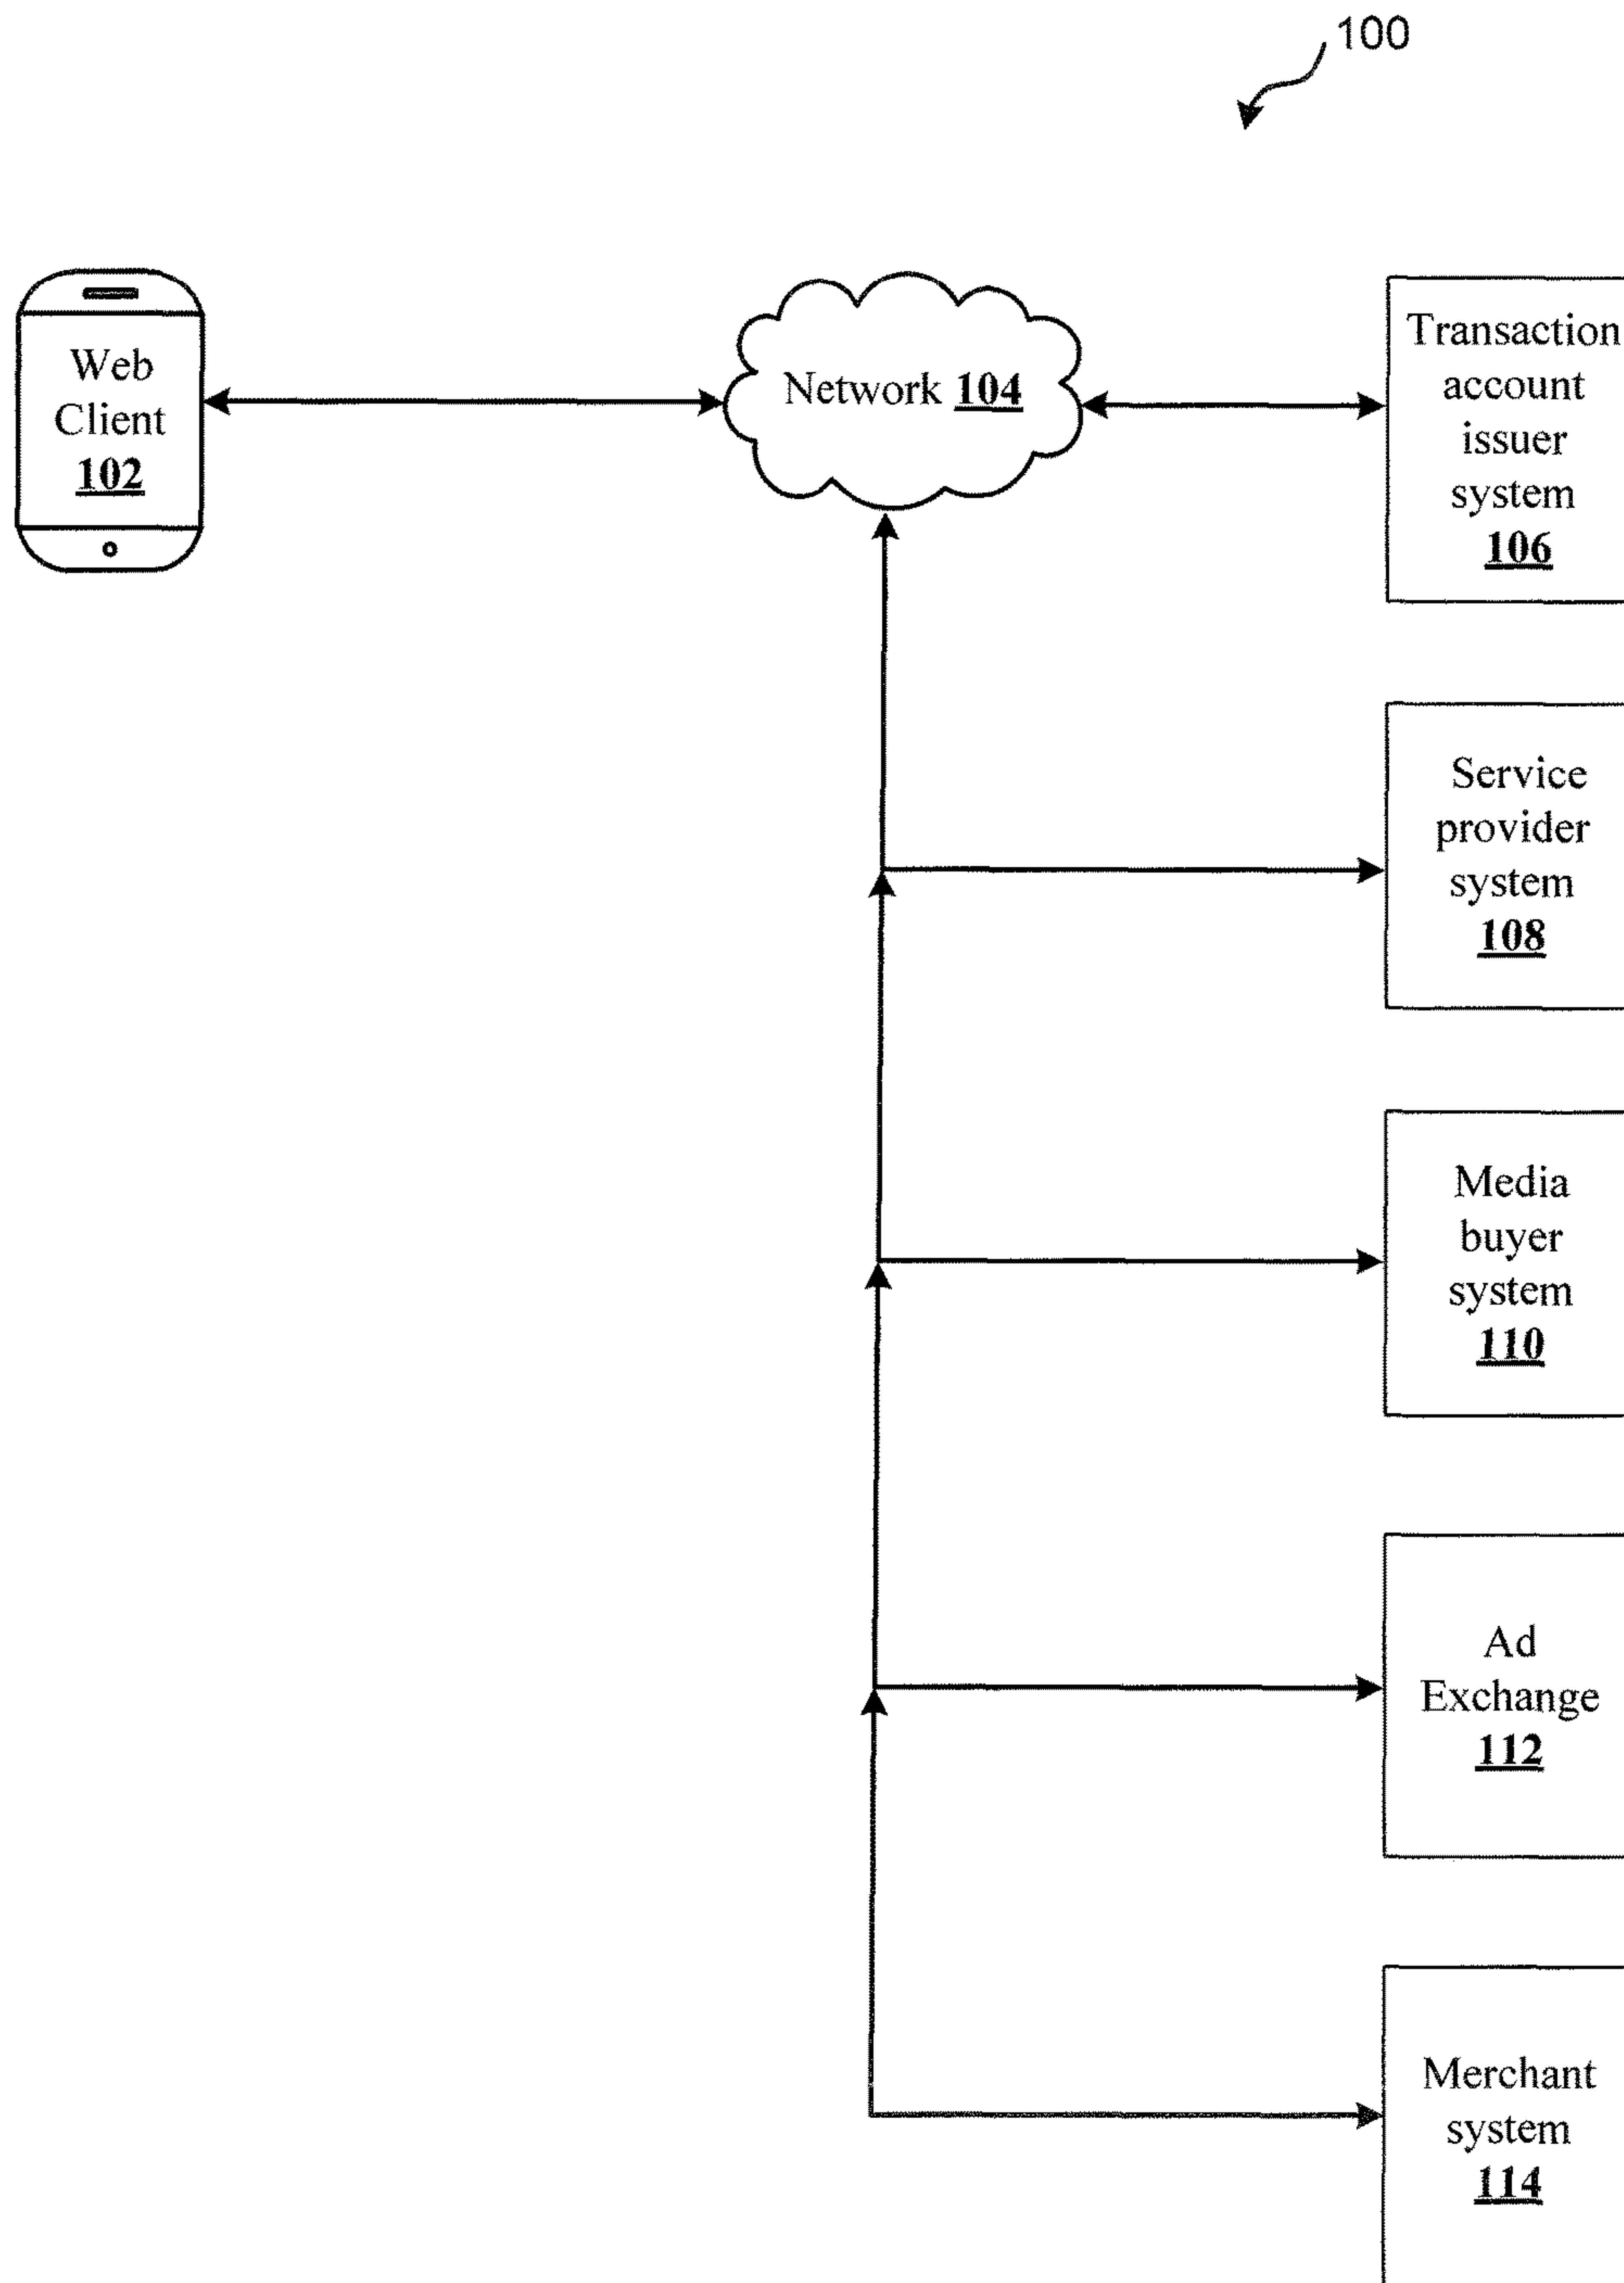 100
Web
Client
102
Network 104
Transaction
account
issuer
system
106
Service
provider
system
108
Media
buyer
system
110
Ad
Exchange
112
Merchant
system
114